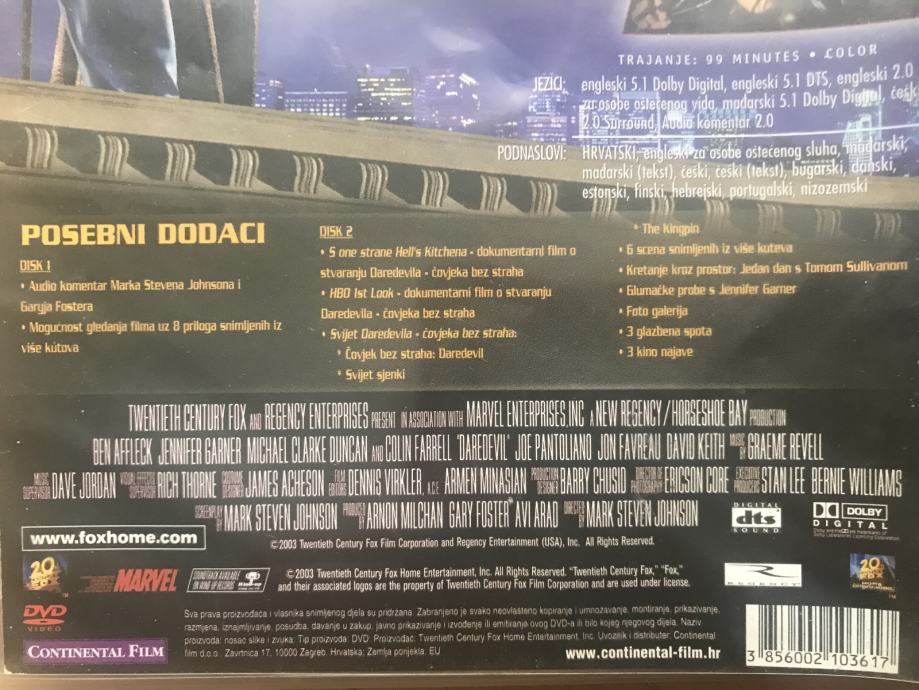 TRAJANJE: 99 MINUTES • COLOR
JEZICI: engleski 5.1 Dolby Digital, engleski 5.1 DTS, engleski 2.0
za osobe oštećenog vida, mađarski 5.1 Dolby Digital, češki
2.0 Surround, Audio komentar 2.0
PODNASLOVI: HRVATSKI, engleski za osobe oštećenog sluha, mađarski,
mađarski (tekst), češki, češki (tekst), bugarski, danski,
estonski, finski, hebrejski, portugalski, nizozemski
POSEBNI DODACI
DISK 1
• Audio komentar Marka Stevena Johnsona i
Garyja Fostera
• Mogućnost gledanja filma uz 8 priloga snimljenih iz
više kutova
DISK 2
• S one strane Hell's Kitchena - dokumentarni film o
stvaranju Daredevila - čovjeka bez straha
• HBO 1st Look - dokumentarni film o stvaranju
Daredevila - čovjeka bez straha
• Svijet Daredevila - čovjeka bez straha:
* Čovjek bez straha: Daredevil
* Svijet sjenki
* The Kingpin
• 6 scena snimljenih iz više kuteva
• Kretanje kroz prostor: Jedan dan s Tomom Sullivanom
• Glumačke probe s Jennifer Garner
• Foto galerija
• 3 glazbena spota
• 3 kino najave
TWENTIETH CENTURY FOX AND REGENCY ENTERPRISES PRESENT IN ASSOCIATION WITH MARVEL ENTERPRISES, INC. A NEW REGENCY / HORSESHOE BAY PRODUCTION
BEN AFFLECK JENNIFER GARNER MICHAEL CLARKE DUNCAN AND COLIN FARRELL "DAREDEVIL" JOE PANTOLIANO JON FAVREAU DAVID KEITH MUSIC BY GRAEME REVELL
MUSIC SUPERVISOR DAVE JORDAN VISUAL EFFECTS SUPERVISOR RICH THORNE COSTUME DESIGNER JAMES ACHESON FILM EDITORS DENNIS VIRKLER, A.C.E. ARMEN MINASIAN PRODUCTION DESIGNER BARRY CHUSID DIRECTOR OF PHOTOGRAPHY ERICSON CORE EXECUTIVE PRODUCERS STAN LEE BERNIE WILLIAMS
SCREENPLAY BY MARK STEVEN JOHNSON PRODUCED BY ARNON MILCHAN GARY FOSTER AVI ARAD DIRECTED BY MARK STEVEN JOHNSON
www.foxhome.com
©2003 Twentieth Century Fox Film Corporation and Regency Entertainment (USA), Inc. All Rights Reserved.
DIGITAL dts SOUND
DOLBY DIGITAL
MARVEL
SOUNDTRACK AVAILABLE
©2003 Twentieth Century Fox Home Entertainment, Inc. All Rights Reserved. "Twentieth Century Fox," "Fox,"
and their associated logos are the property of Twentieth Century Fox Film Corporation and are used under license.
REGENCY
DVD VIDEO
CONTINENTAL FILM
Sva prava proizvođača i vlasnika snimljenog djela su pridržana. Zabranjeno je svako neovlašteno kopiranje i umnožavanje, montiranje, prikazivanje,
razmjena, iznajmljivanje, posudba, davanje u zakup, javno prikazivanje i izvođenje ili emitiranje ovog DVD-a ili bilo kojeg njegovog dijela. Naziv
proizvoda: nosač slike i zvuka. Tip proizvoda: DVD. Proizvođač: Twentieth Century Fox Home Entertainment, Inc. Uvoznik i distributer: Continental
film d.o.o., Zavrtnica 17, 10000 Zagreb, Hrvatska; Zemlja porijekla: EU
www.continental-film.hr
3 856002 103617